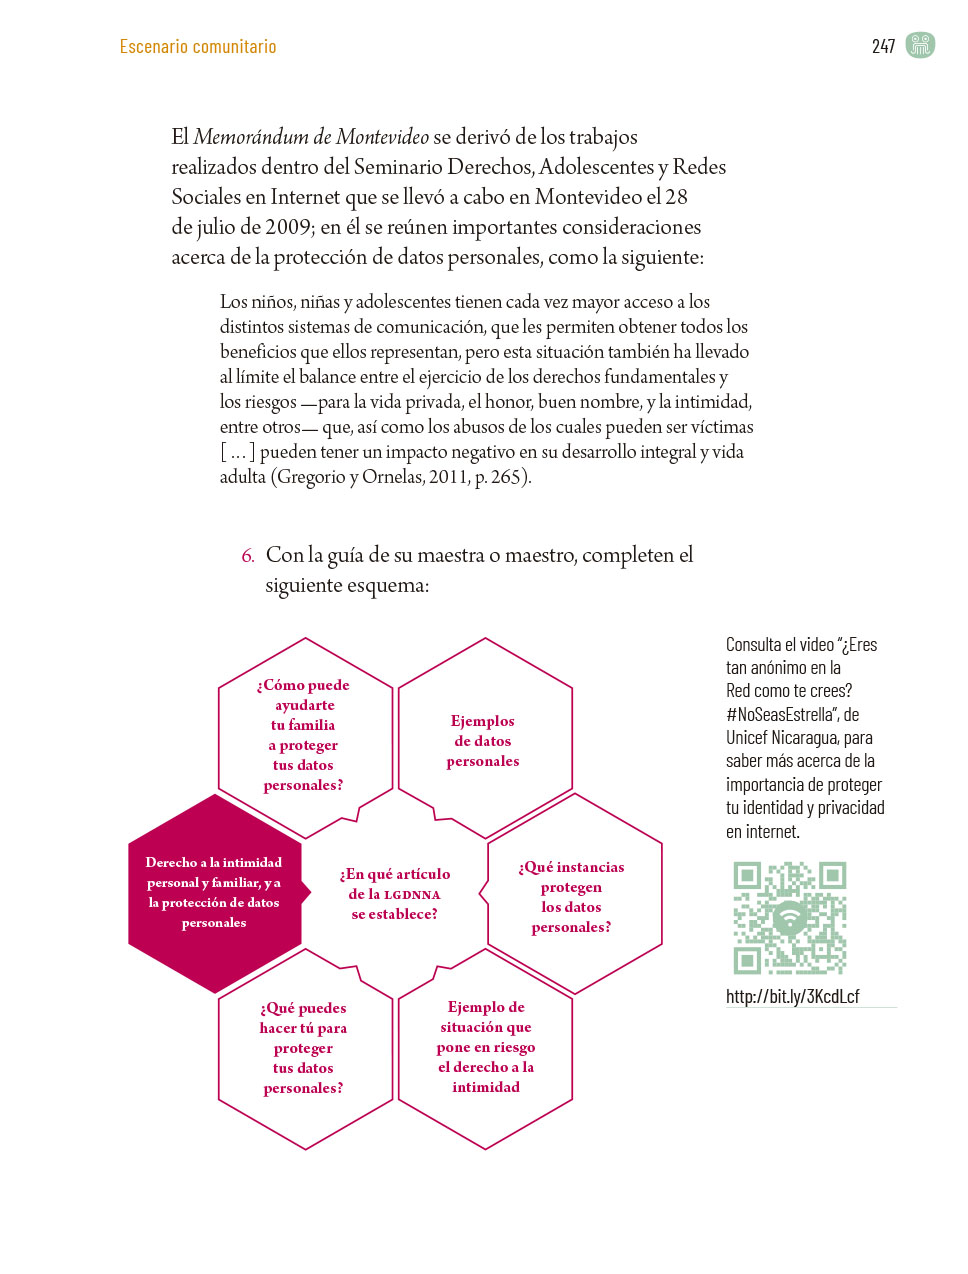 Escenario comunitario
247
El Memorándum de Montevideo se derivó de los trabajos
realizados dentro del Seminario Derechos, Adolescentes y Redes
Sociales en Internet que se llevó a cabo en Montevideo el 28
de julio de 2009; en él se reúnen importantes consideraciones
acerca de la protección de datos personales, como la siguiente:
Los niños, niñas y adolescentes tienen cada vez mayor acceso a los
distintos sistemas de comunicación, que les permiten obtener todos los
beneficios que ellos representan, pero esta situación también ha llevado
al límite el balance entre el ejercicio de los derechos fundamentales y
los riesgos —para la vida privada, el honor, buen nombre, y la intimidad,
entre otros— que, así como los abusos de los cuales pueden ser víctimas
[ ... ] pueden tener un impacto negativo en su desarrollo integral y vida
adulta (Gregorio y Ornelas, 2011, p. 265).
6. Con la guía de su maestra o maestro, completen el
siguiente esquema:
¿Cómo puede
ayudarte
tu familia
a proteger
tus datos
personales?
Ejemplos
de datos
personales
Derecho a la intimidad
personal y familiar, y a
la protección de datos
personales
¿En qué artículo
de la LGDNNA
se establece?
¿Qué instancias
protegen
los datos
personales?
¿Qué puedes
hacer tú para
proteger
tus datos
personales?
Ejemplo de
situación que
pone en riesgo
el derecho a la
intimidad
Consulta el video “¿Eres
tan anónimo en la
Red como te crees?
#NoSeasEstrella”, de
Unicef Nicaragua, para
saber más acerca de la
importancia de proteger
tu identidad y privacidad
en internet.
http://bit.ly/3KcdLcf